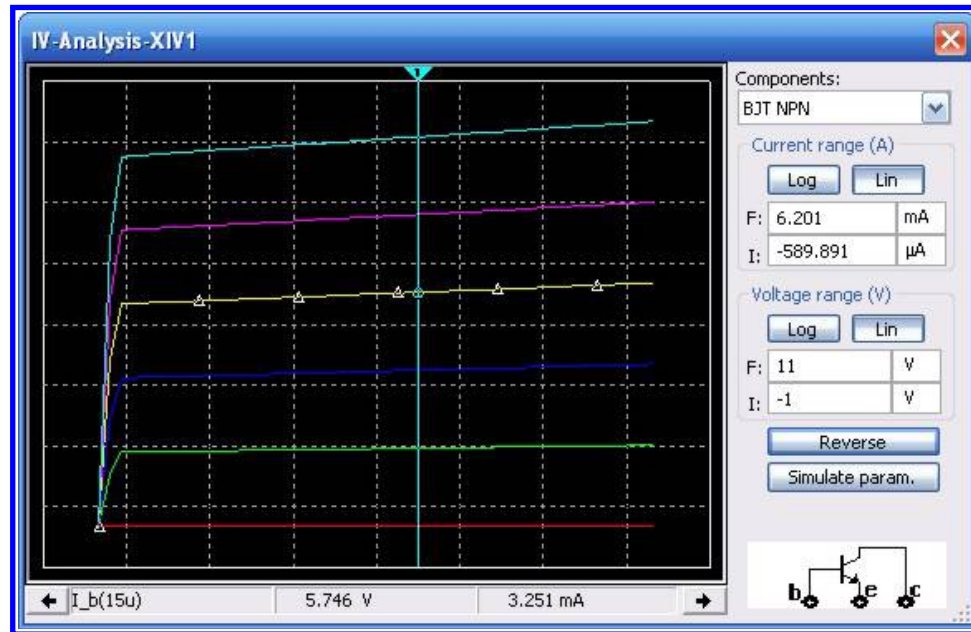 IV-Analysis-XIV1
1
Components:
BJT NPN
Current range (A)
Log Lin
F: 6.201 mA
I: -589.891 µA
Voltage range (V)
Log Lin
F: 11 V
I: -1 V
Reverse
Simulate param.
b e c
I_b(15u) 5.746 V 3.251 mA